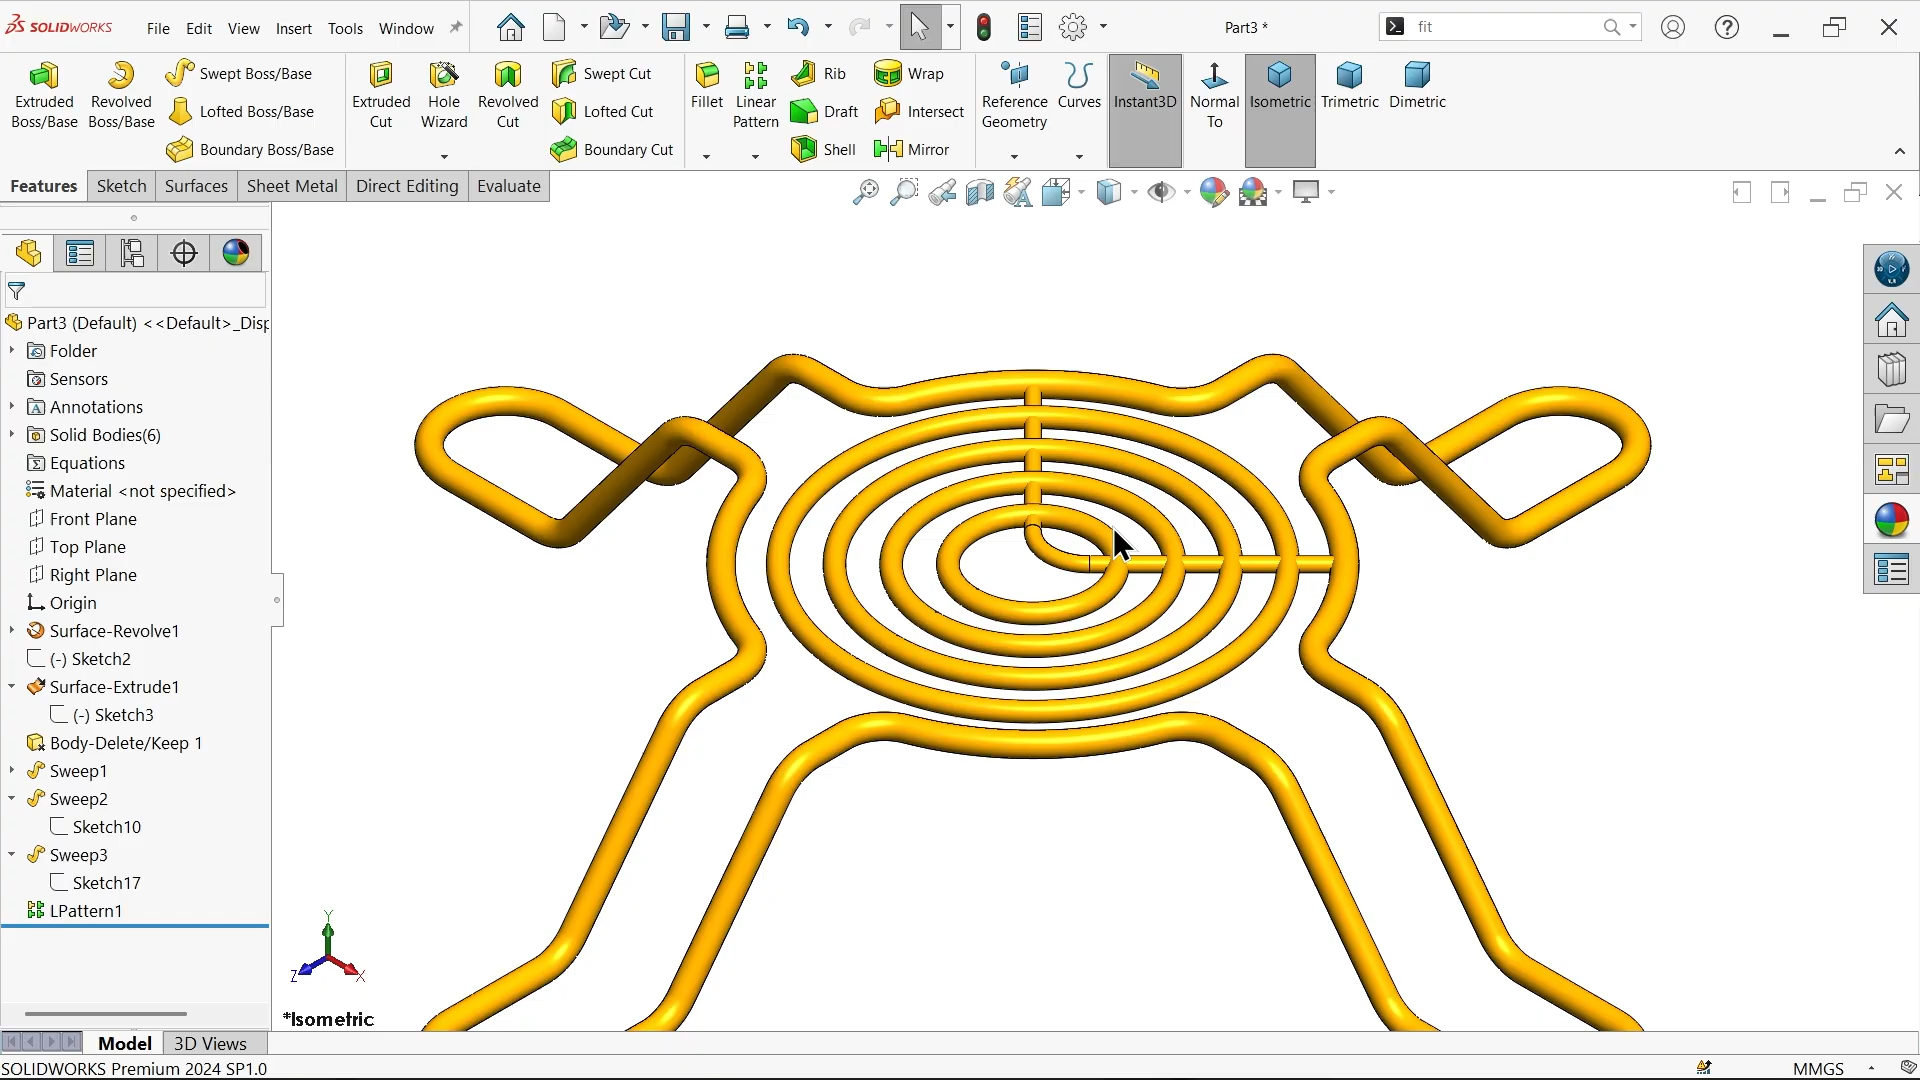 SOLIDWORKS File Edit View Insert Tools Window Part3 * fit
Extruded Boss/Base
Revolved Boss/Base
Swept Boss/Base
Lofted Boss/Base
Boundary Boss/Base
Extruded Cut
Hole Wizard
Revolved Cut
Swept Cut
Lofted Cut
Boundary Cut
Fillet
Linear Pattern
Rib
Draft
Shell
Wrap
Intersect
Mirror
Reference Geometry
Curves
Instant3D
Normal To
Isometric
Trimetric
Dimetric
Features Sketch Surfaces Sheet Metal Direct Editing Evaluate
Part3 (Default) <<Default>_Disp
Folder
Sensors
Annotations
Solid Bodies(6)
Equations
Material <not specified>
Front Plane
Top Plane
Right Plane
Origin
Surface-Revolve1
(-) Sketch2
Surface-Extrude1
(-) Sketch3
Body-Delete/Keep 1
Sweep1
Sweep2
Sketch10
Sweep3
Sketch17
LPattern1
Y
Z X
*Isometric
Model 3D Views
SOLIDWORKS Premium 2024 SP1.0 MMGS